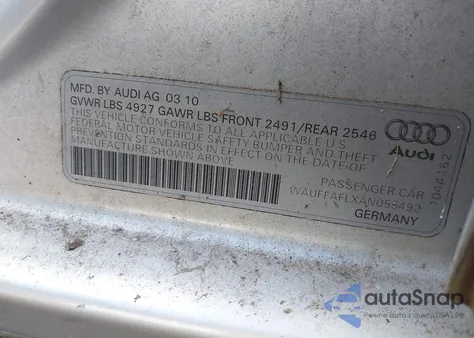 MFD. BY AUDI AG 03 10
GVWR LBS 4927 GAWR LBS FRONT 2491/REAR 2546
THIS VEHICLE CONFORMS TO ALL APPLICABLE U S
FEDERAL MOTOR VEHICLE SAFETY BUMPER AND THEFT
PREVENTION STANDARDS IN EFFECT ON THE DATE OF
MANUFACTURE SHOWN ABOVE
Audi
PASSENGER CAR
GERMANY
autoSnap